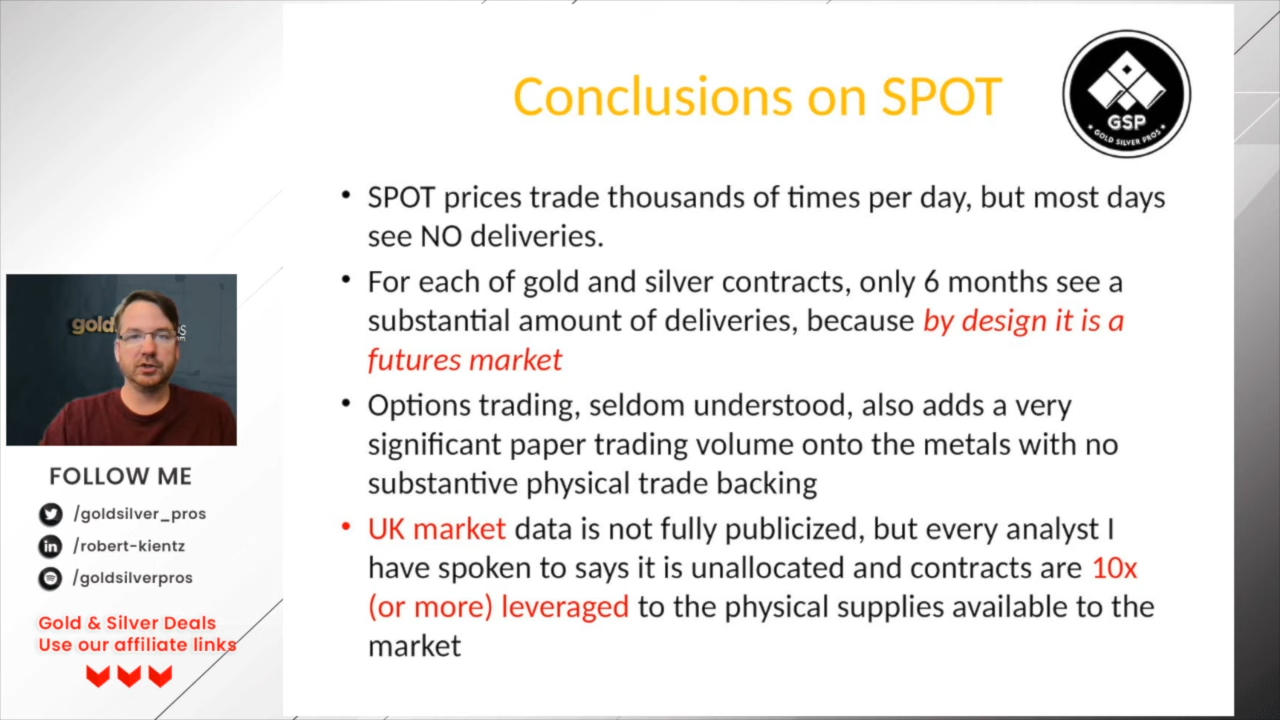 Conclusions on SPOT
GSP
GOLD SILVER PROS
• SPOT prices trade thousands of times per day, but most days
see NO deliveries.
• For each of gold and silver contracts, only 6 months see a
substantial amount of deliveries, because by design it is a
futures market
• Options trading, seldom understood, also adds a very
significant paper trading volume onto the metals with no
substantive physical trade backing
• UK market data is not fully publicized, but every analyst I
have spoken to says it is unallocated and contracts are 10x
(or more) leveraged to the physical supplies available to the
market
gold
FOLLOW ME
/goldsilver_pros
/robert-kientz
/goldsilverpros
Gold & Silver Deals
Use our affiliate links